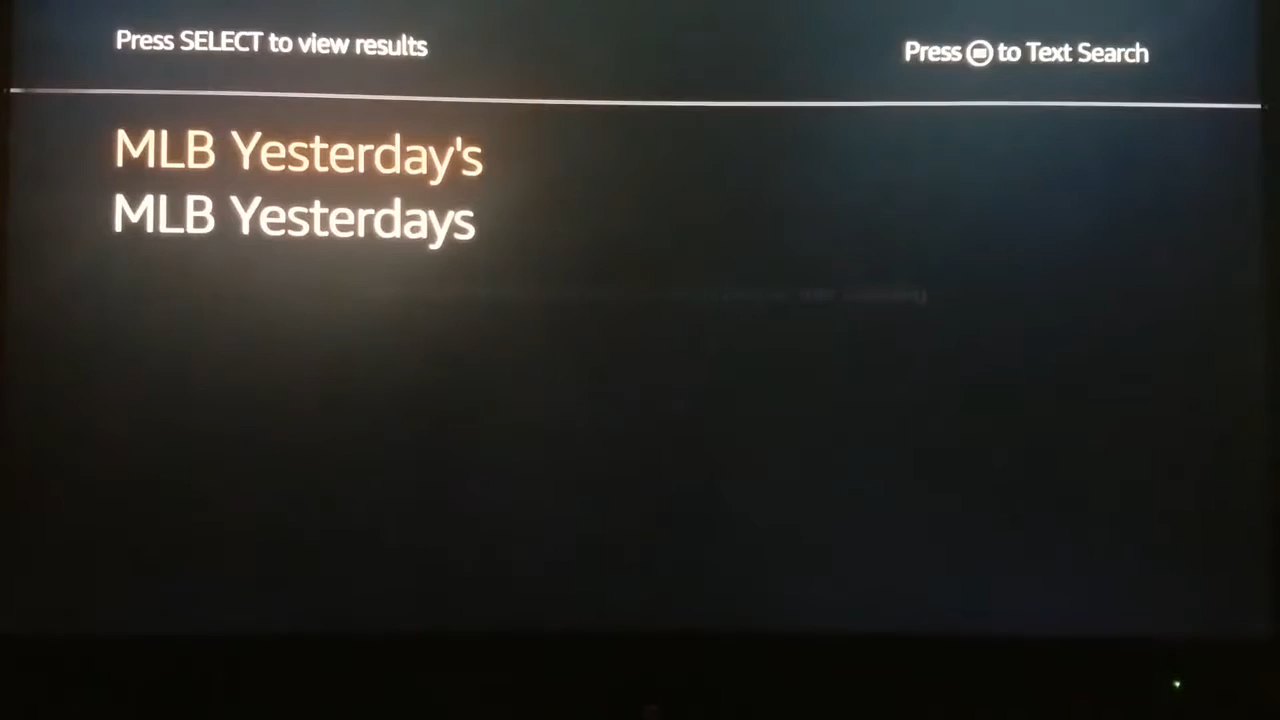 Press SELECT to view results
Press to Text Search
MLB Yesterday's
MLB Yesterdays